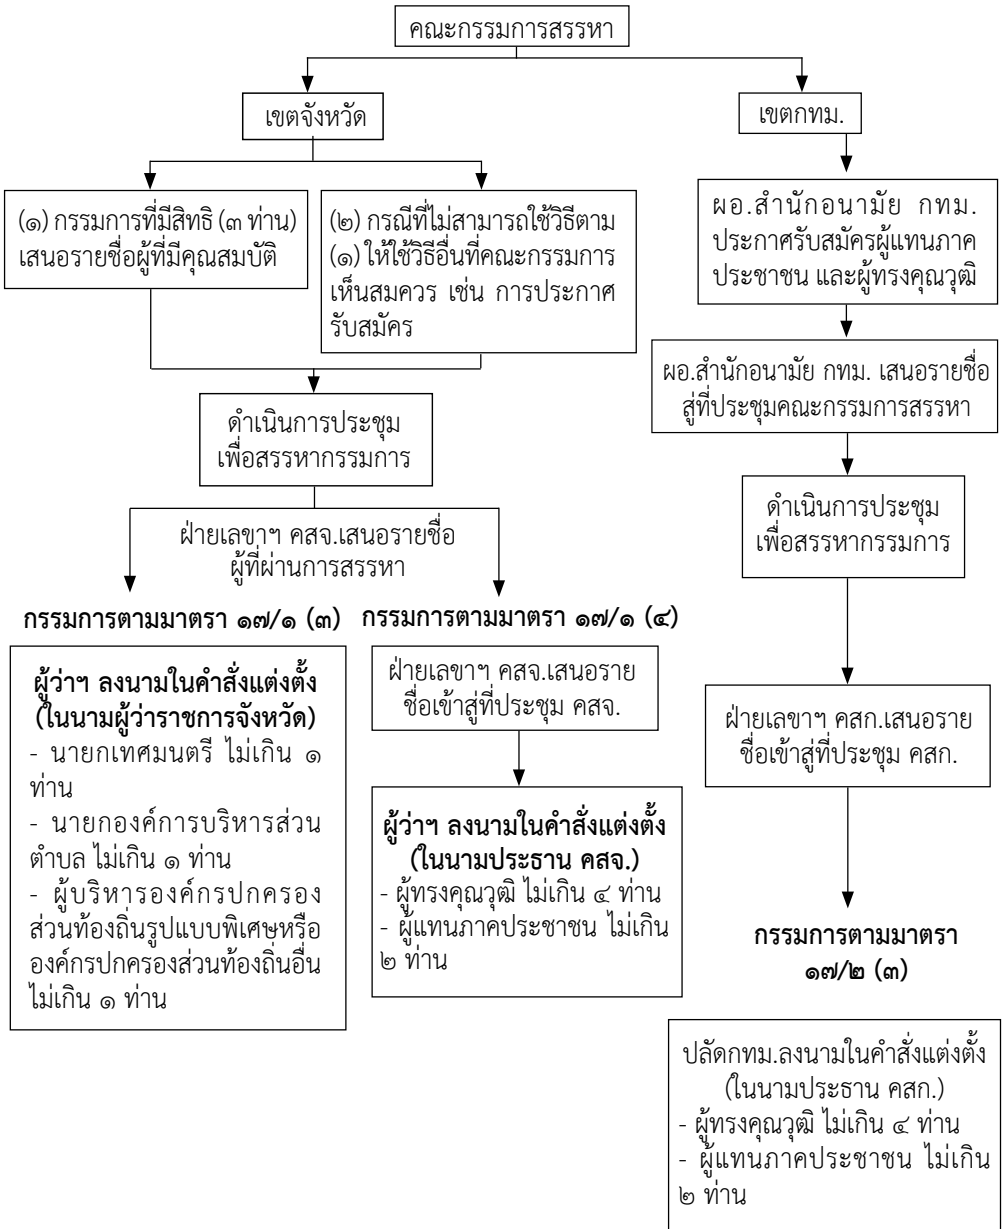 คณะกรรมการสรรหา
เขตจังหวัด
(๑) กรรมการที่มีสิทธิ (๓ ท่าน)
เสนอรายชื่อผู้ที่มีคุณสมบัติ
(๒) กรณีที่ไม่สามารถใช้วิธีตาม
(๑) ให้ใช้วิธีอื่นที่คณะกรรมการ
เห็นสมควร เช่น การประกาศ
รับสมัคร
ดำเนินการประชุม
เพื่อสรรหากรรมการ
ฝ่ายเลขาฯ คสจ.เสนอรายชื่อ
ผู้ที่ผ่านการสรรหา
กรรมการตามมาตรา ๑๗/๑ (๓)
ผู้ว่าฯ ลงนามในคำสั่งแต่งตั้ง
(ในนามผู้ว่าราชการจังหวัด)
- นายกเทศมนตรี ไม่เกิน ๑
ท่าน
- นายกองค์การบริหารส่วน
ตำบล ไม่เกิน ๑ ท่าน
- ผู้บริหารองค์กรปกครอง
ส่วนท้องถิ่นรูปแบบพิเศษหรือ
องค์กรปกครองส่วนท้องถิ่นอื่น
ไม่เกิน ๑ ท่าน
กรรมการตามมาตรา ๑๗/๑ (๔)
ฝ่ายเลขาฯ คสจ.เสนอราย
ชื่อเข้าสู่ที่ประชุม คสจ.
ผู้ว่าฯ ลงนามในคำสั่งแต่งตั้ง
(ในนามประธาน คสจ.)
- ผู้ทรงคุณวุฒิ ไม่เกิน ๔ ท่าน
- ผู้แทนภาคประชาชน ไม่เกิน
๒ ท่าน
เขตกทม.
ผอ.สำนักอนามัย กทม.
ประกาศรับสมัครผู้แทนภาค
ประชาชน และผู้ทรงคุณวุฒิ
ผอ.สำนักอนามัย กทม. เสนอรายชื่อ
สู่ที่ประชุมคณะกรรมการสรรหา
ดำเนินการประชุม
เพื่อสรรหากรรมการ
ฝ่ายเลขาฯ คสก.เสนอราย
ชื่อเข้าสู่ที่ประชุม คสก.
กรรมการตามมาตรา
๑๗/๒ (๓)
ปลัดกทม.ลงนามในคำสั่งแต่งตั้ง
(ในนามประธาน คสก.)
- ผู้ทรงคุณวุฒิ ไม่เกิน ๔ ท่าน
- ผู้แทนภาคประชาชน ไม่เกิน
๒ ท่าน